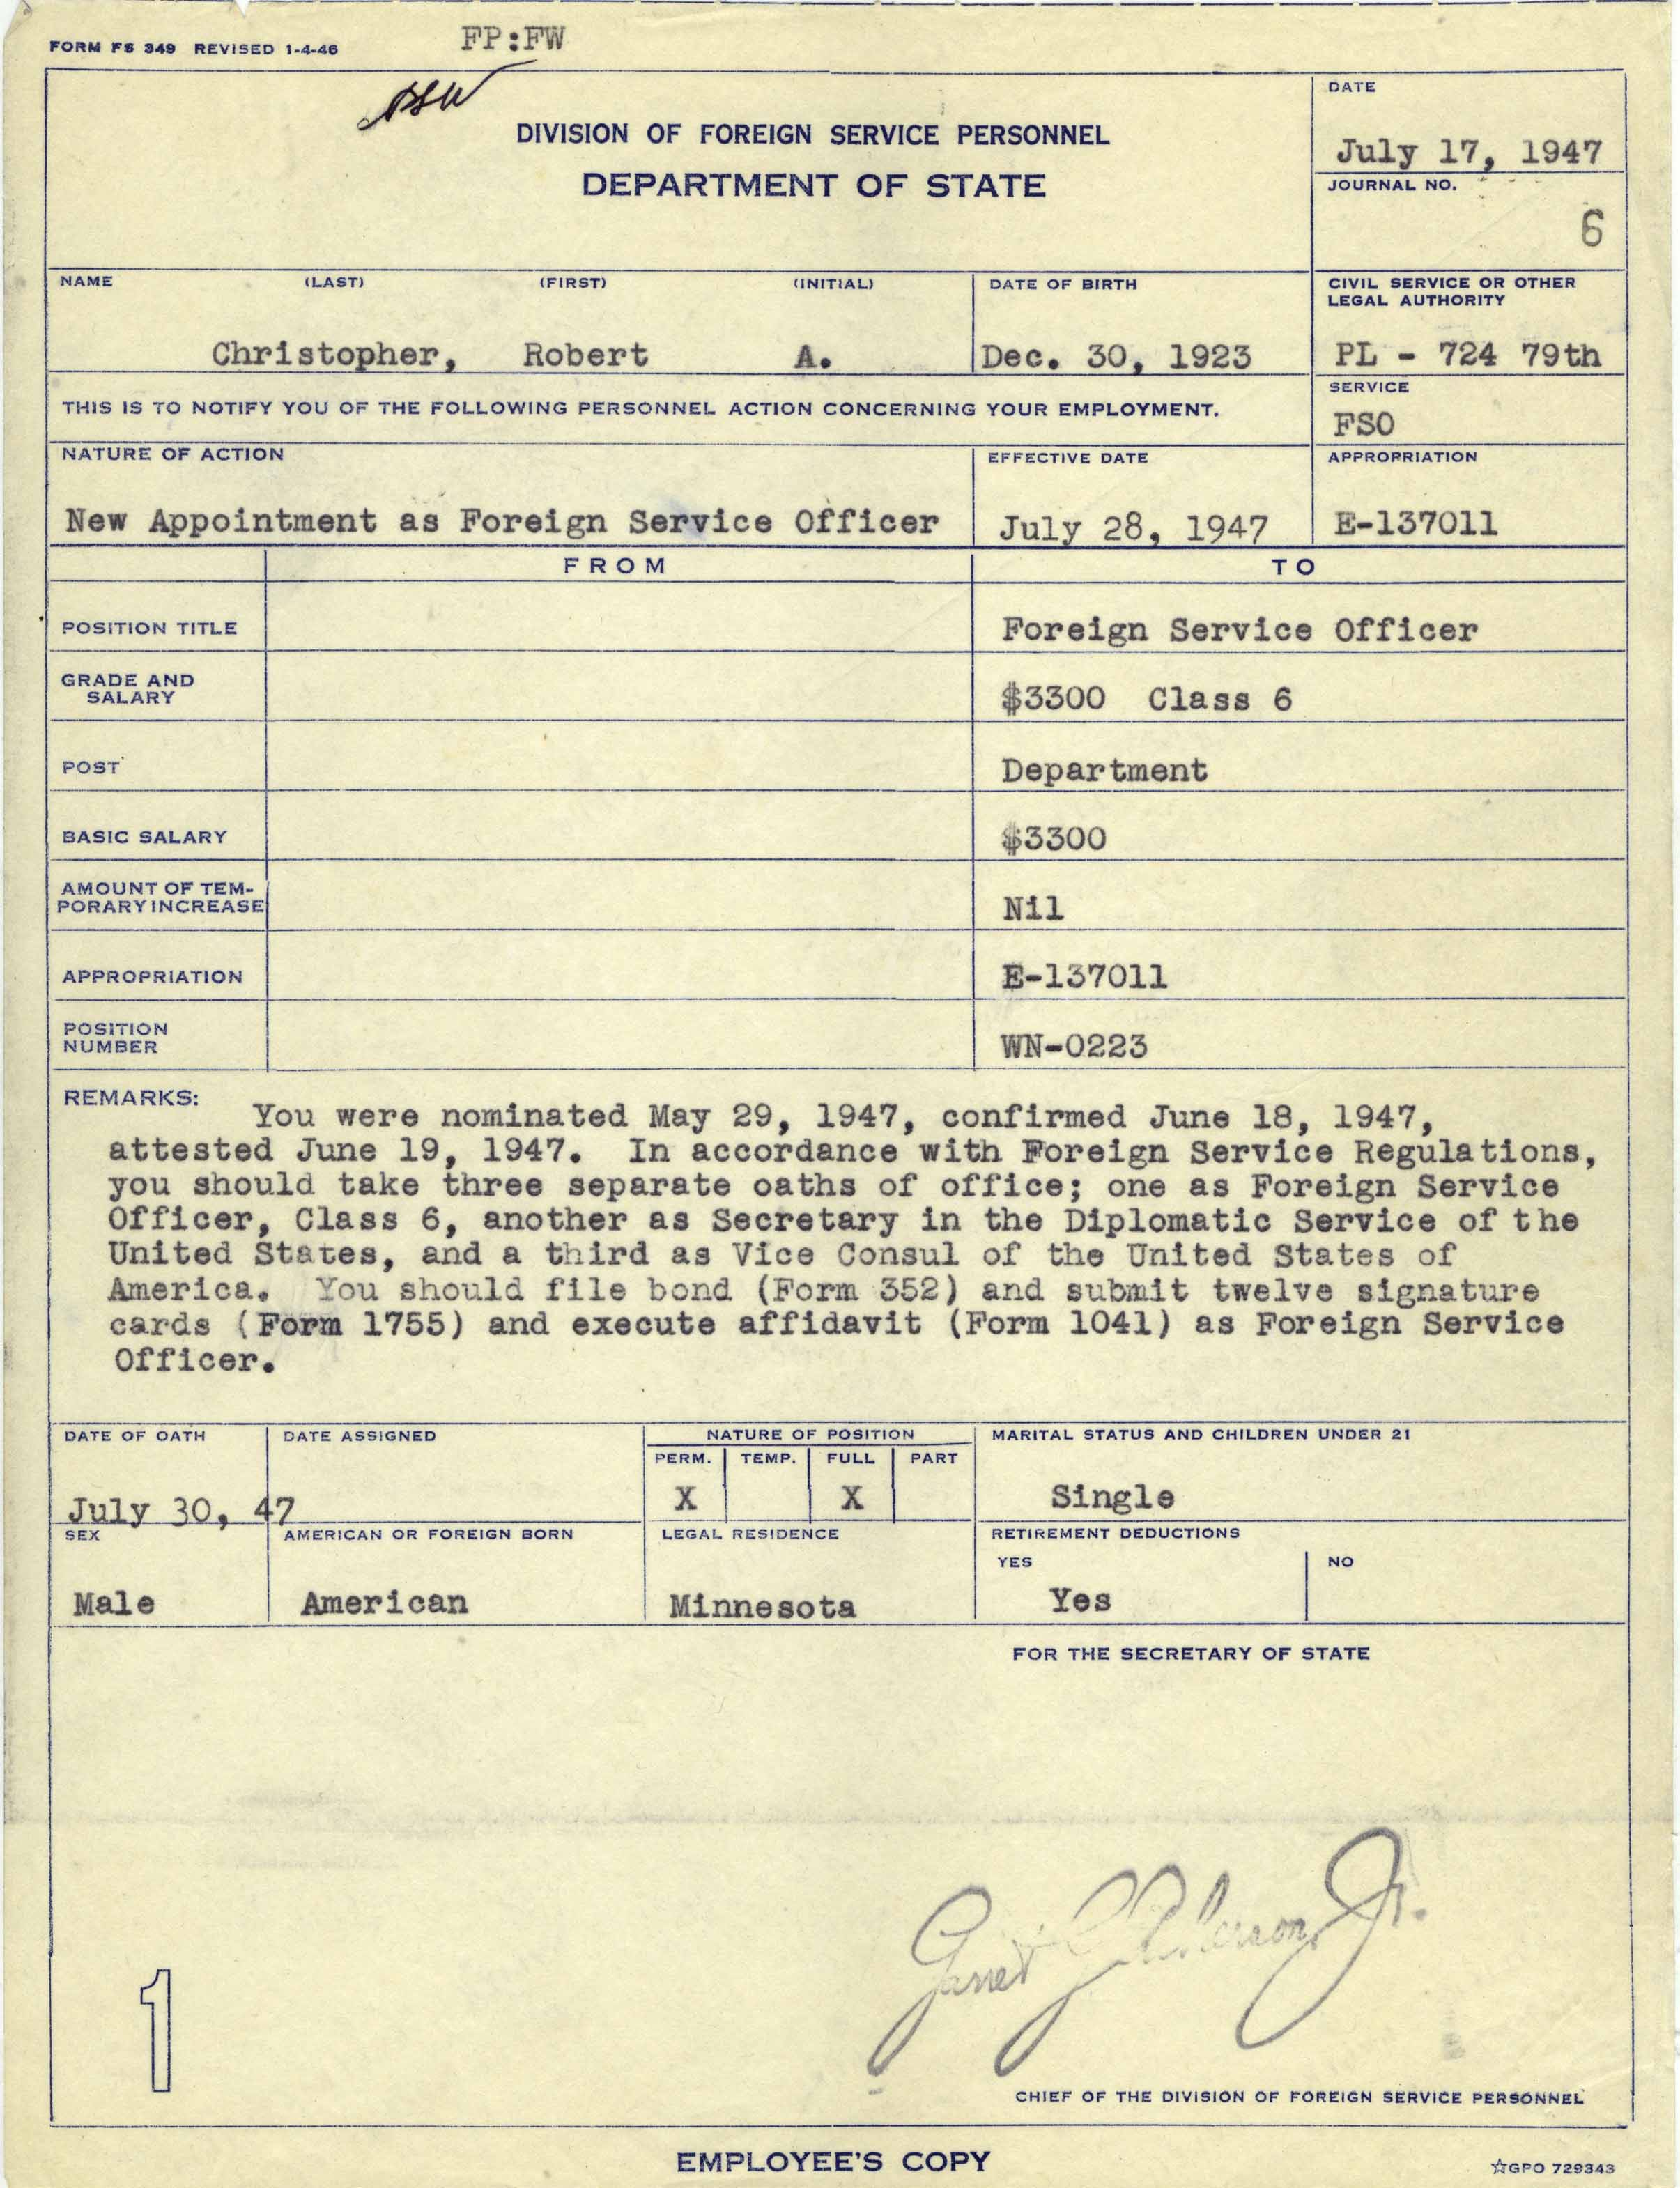 FORM FS 349 REVISED 1-4-46
FP:FW
DIVISION OF FOREIGN SERVICE PERSONNEL
DEPARTMENT OF STATE
DATE
July 17, 1947
JOURNAL NO.
6
NAME (LAST) (FIRST) (INITIAL)
Christopher, Robert A.
DATE OF BIRTH
Dec. 30, 1923
CIVIL SERVICE OR OTHER
LEGAL AUTHORITY
PL - 724 79th
THIS IS TO NOTIFY YOU OF THE FOLLOWING PERSONNEL ACTION CONCERNING YOUR EMPLOYMENT.
SERVICE
FSO
NATURE OF ACTION
New Appointment as Foreign Service Officer
EFFECTIVE DATE
July 28, 1947
APPROPRIATION
E-137011
FROM TO
POSITION TITLE Foreign Service Officer
GRADE AND
SALARY
$3300 Class 6
POST Department
BASIC SALARY $3300
AMOUNT OF TEM-
PORARY INCREASE
Nil
APPROPRIATION E-137011
POSITION
NUMBER
WN-0223
REMARKS:
You were nominated May 29, 1947, confirmed June 18, 1947,
attested June 19, 1947. In accordance with Foreign Service Regulations,
you should take three separate oaths of office; one as Foreign Service
Officer, Class 6, another as Secretary in the Diplomatic Service of the
United States, and a third as Vice Consul of the United States of
America. You should file bond (Form 352) and submit twelve signature
cards (Form 1755) and execute affidavit (Form 1041) as Foreign Service
Officer.
DATE OF OATH
July 30, 47
DATE ASSIGNED
NATURE OF POSITION
PERM. TEMP. FULL PART
X X
MARITAL STATUS AND CHILDREN UNDER 21
Single
SEX
Male
AMERICAN OR FOREIGN BORN
American
LEGAL RESIDENCE
Minnesota
RETIREMENT DEDUCTIONS
YES NO
Yes
FOR THE SECRETARY OF STATE
Jr.
1
CHIEF OF THE DIVISION OF FOREIGN SERVICE PERSONNEL
EMPLOYEE'S COPY
☆GPO 729343